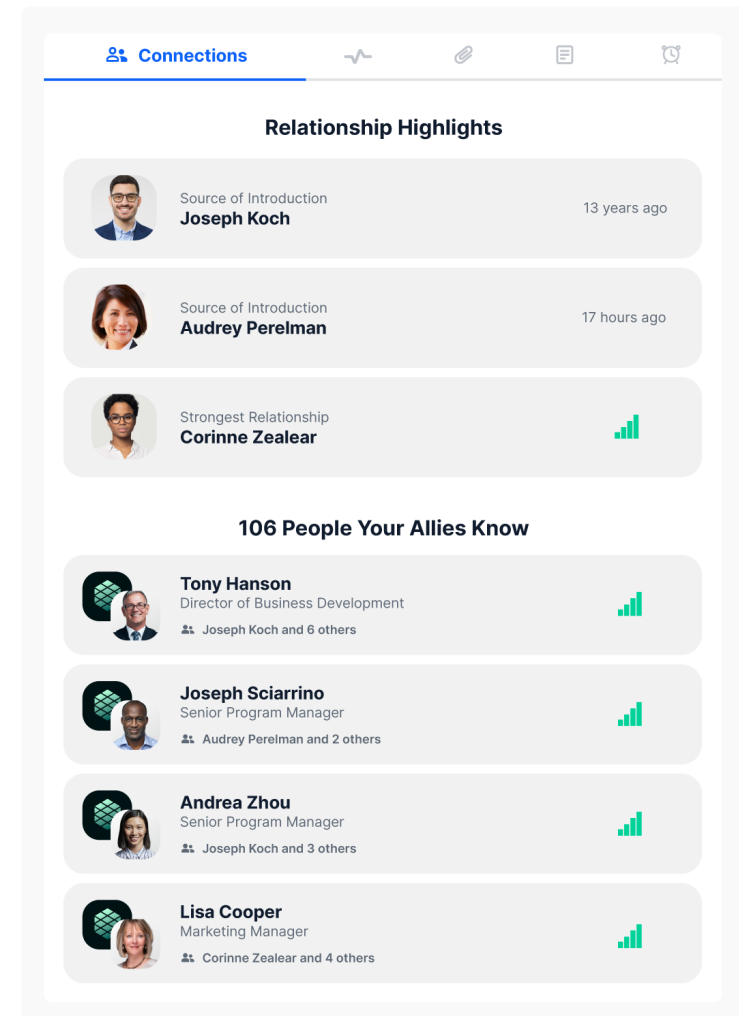 Connections
Relationship Highlights
Source of Introduction
Joseph Koch
13 years ago
Source of Introduction
Audrey Perelman
17 hours ago
Strongest Relationship
Corinne Zealear
106 People Your Allies Know
Tony Hanson
Director of Business Development
Joseph Koch and 6 others
Joseph Sciarrino
Senior Program Manager
Audrey Perelman and 2 others
Andrea Zhou
Senior Program Manager
Joseph Koch and 3 others
Lisa Cooper
Marketing Manager
Corinne Zealear and 4 others